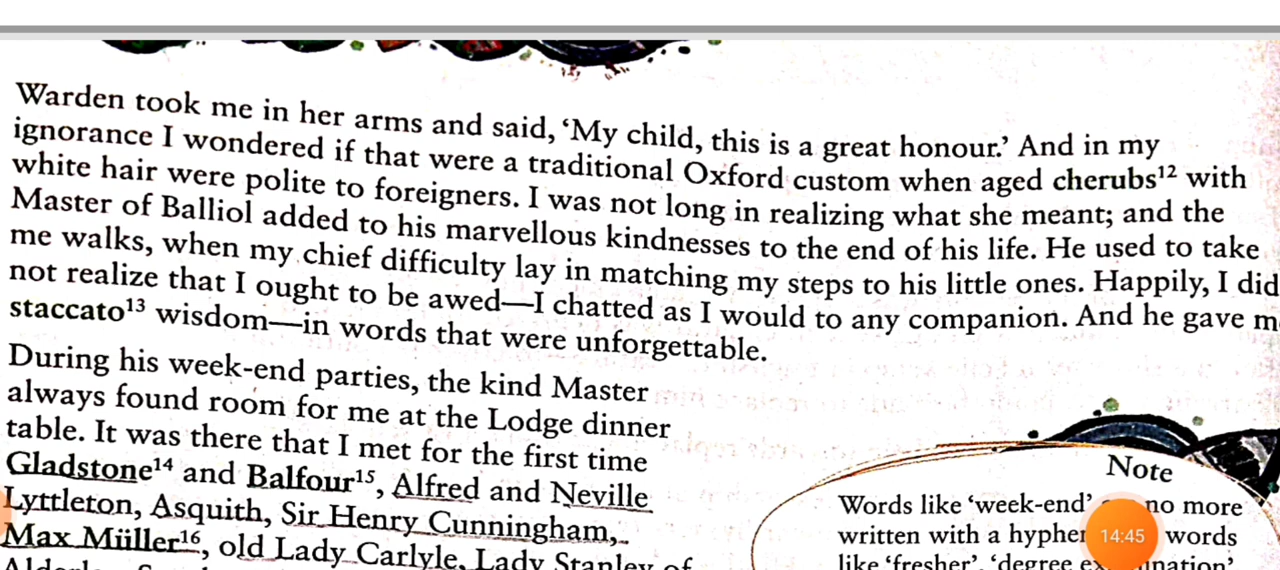 Warden took me in her arms and said, ‘My child, this is a great honour.’ And in my
ignorance I wondered if that were a traditional Oxford custom when aged cherubs¹² with
white hair were polite to foreigners. I was not long in realizing what she meant; and the
Master of Balliol added to his marvellous kindnesses to the end of his life. He used to take
me walks, when my chief difficulty lay in matching my steps to his little ones. Happily, I did
not realize that I ought to be awed—I chatted as I would to any companion. And he gave
staccato¹³ wisdom—in words that were unforgettable.
During his week-end parties, the kind Master
always found room for me at the Lodge dinner
table. It was there that I met for the first time
Gladstone¹⁴ and Balfour¹⁵, Alfred and Neville
Lyttleton, Asquith, Sir Henry Cunningham,
Max Müller¹⁶, old Lady Carlyle, Lady Stanley of
Note
Words like ‘week-end’ no more
written with a words
like ‘fresher’, ‘degree
14:45